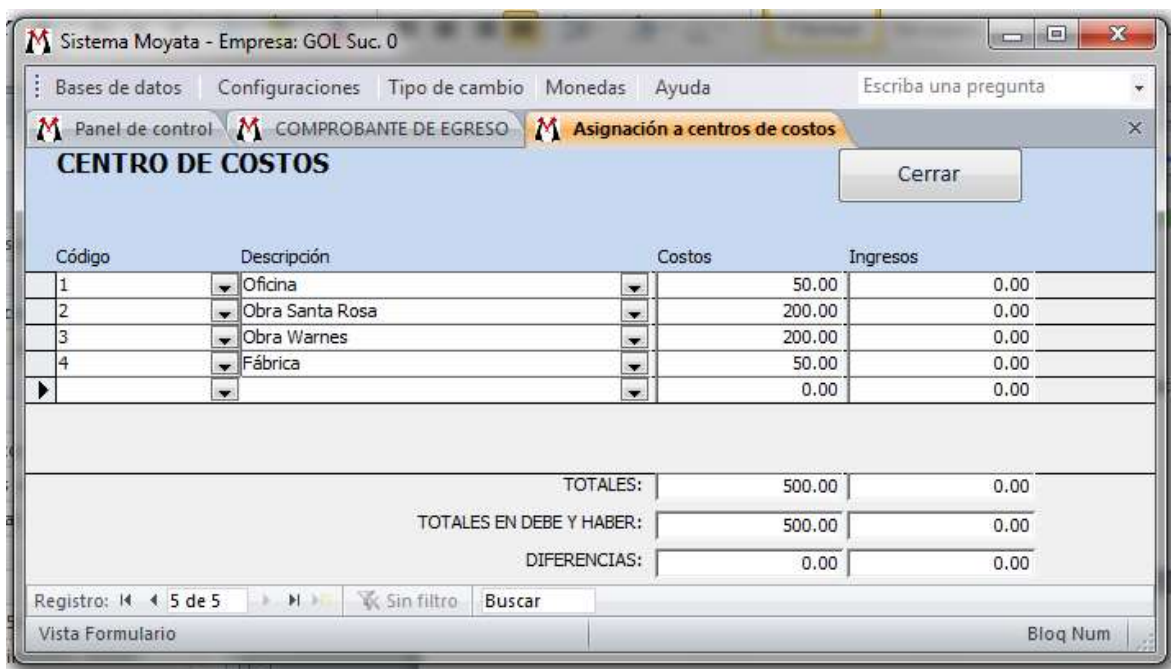 Sistema Moyata - Empresa: GOL Suc. 0
Bases de datos Configuraciones Tipo de cambio Monedas Ayuda Escriba una pregunta
Panel de control COMPROBANTE DE EGRESO Asignación a centros de costos
CENTRO DE COSTOS Cerrar
Código Descripción Costos Ingresos
1 Oficina 50.00 0.00
2 Obra Santa Rosa 200.00 0.00
3 Obra Warnes 200.00 0.00
4 Fábrica 50.00 0.00
0.00 0.00
TOTALES: 500.00 0.00
TOTALES EN DEBE Y HABER: 500.00 0.00
DIFERENCIAS: 0.00 0.00
Registro: 5 de 5 Sin filtro Buscar
Vista Formulario Bloq Num